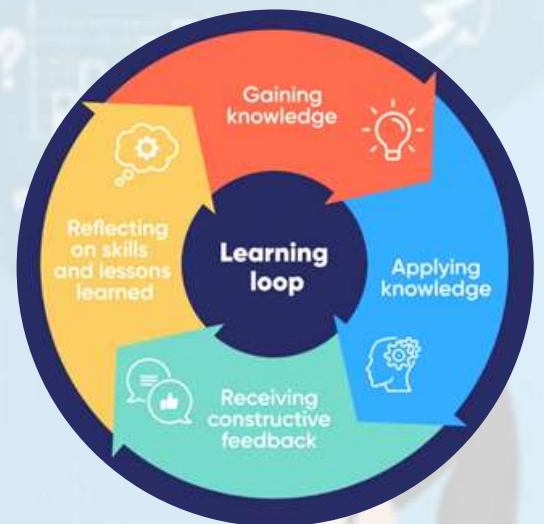 Gaining
knowledge
Applying
knowledge
Receiving
constructive
feedback
Reflecting
on skills
and lessons
learned
Learning
loop